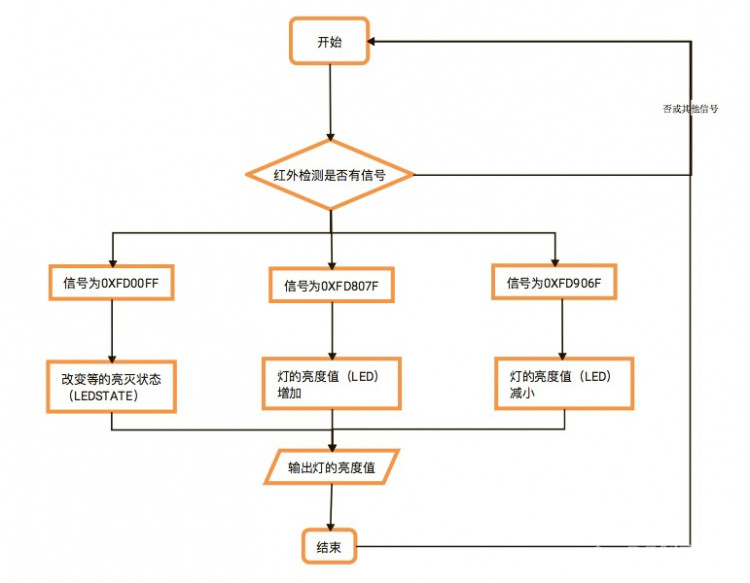 开始
否或其他信号
红外检测是否有信号
信号为0XFD00FF
信号为0XFD807F
信号为0XFD906F
改变等的亮灭状态
（LEDSTATE）
灯的亮度值（LED）
增加
灯的亮度值（LED）
减小
输出灯的亮度值
结束